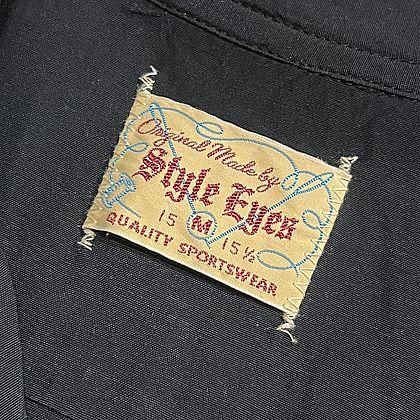 Original Made by
Style Eyes
15 M 15½
QUALITY SPORTSWEAR